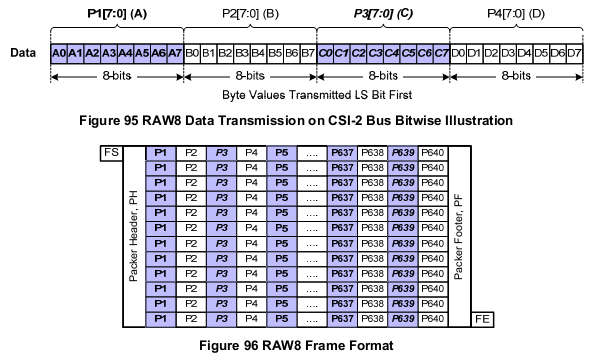 P1[7:0] (A) P2[7:0] (B) P3[7:0] (C) P4[7:0] (D)
Data A0 A1 A2 A3 A4 A5 A6 A7 B0 B1 B2 B3 B4 B5 B6 B7 C0 C1 C2 C3 C4 C5 C6 C7 D0 D1 D2 D3 D4 D5 D6 D7
8-bits 8-bits 8-bits 8-bits
Byte Values Transmitted LS Bit First
Figure 95 RAW8 Data Transmission on CSI-2 Bus Bitwise Illustration
FS P1 P2 P3 P4 P5 .... P637 P638 P639 P640
P1 P2 P3 P4 P5 .... P637 P638 P639 P640
P1 P2 P3 P4 P5 .... P637 P638 P639 P640
P1 P2 P3 P4 P5 .... P637 P638 P639 P640
P1 P2 P3 P4 P5 .... P637 P638 P639 P640
P1 P2 P3 P4 P5 .... P637 P638 P639 P640
Packer Header, PH
P1 P2 P3 P4 P5 .... P637 P638 P639 P640
Packer Footer, PF
P1 P2 P3 P4 P5 .... P637 P638 P639 P640
P1 P2 P3 P4 P5 .... P637 P638 P639 P640
P1 P2 P3 P4 P5 .... P637 P638 P639 P640
P1 P2 P3 P4 P5 .... P637 P638 P639 P640
P1 P2 P3 P4 P5 .... P637 P638 P639 P640 FE
Figure 96 RAW8 Frame Format